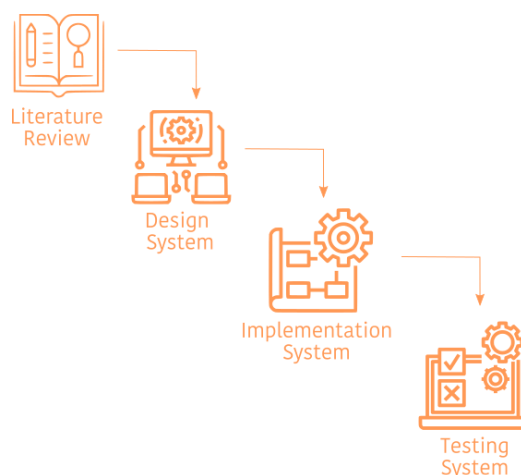 Literature
Review
Design
System
Implementation
System
Testing
System